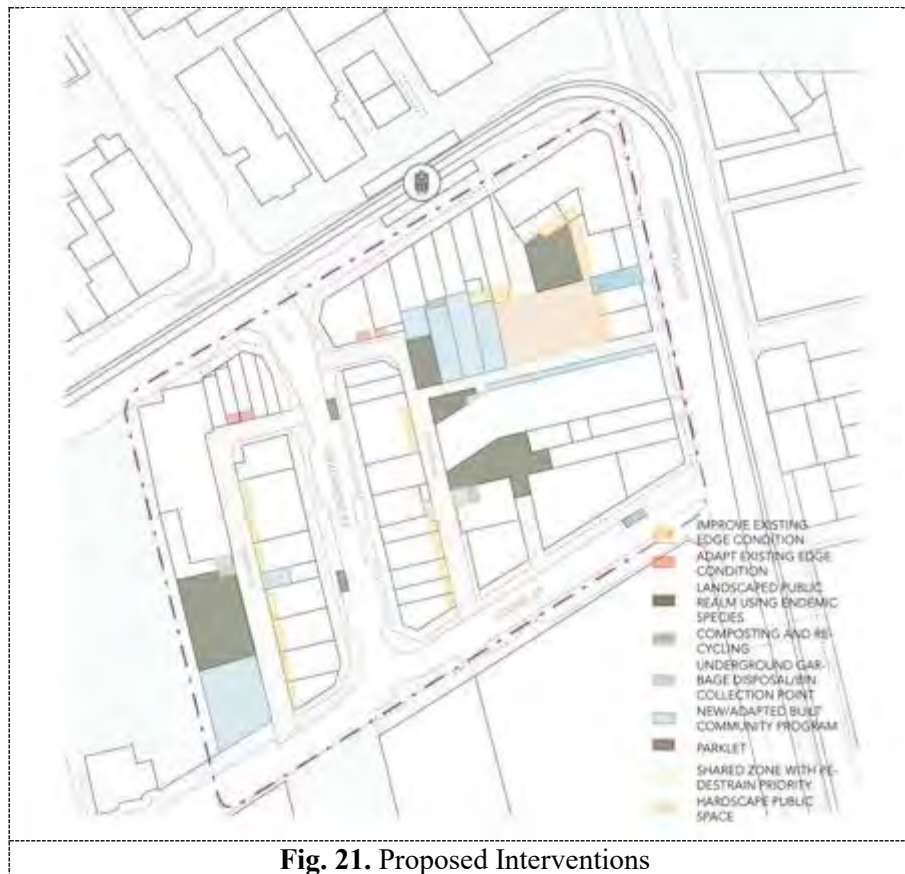 IMPROVE EXISTING
EDGE CONDITION
ADAPT EXISTING EDGE
CONDITION
LANDSCAPED PUBLIC
REALM USING ENDEMIC
SPECIES
COMPOSTING AND RE-
CYCLING
UNDERGROUND GAR-
BAGE DISPOSAL/BIN
COLLECTION POINT
NEW/ADAPTED BUILT
COMMUNITY PROGRAM
PARKLET
SHARED ZONE WITH PE-
DESTRAIN PRIORITY
HARDSCAPE PUBLIC
SPACE
Fig. 21. Proposed Interventions